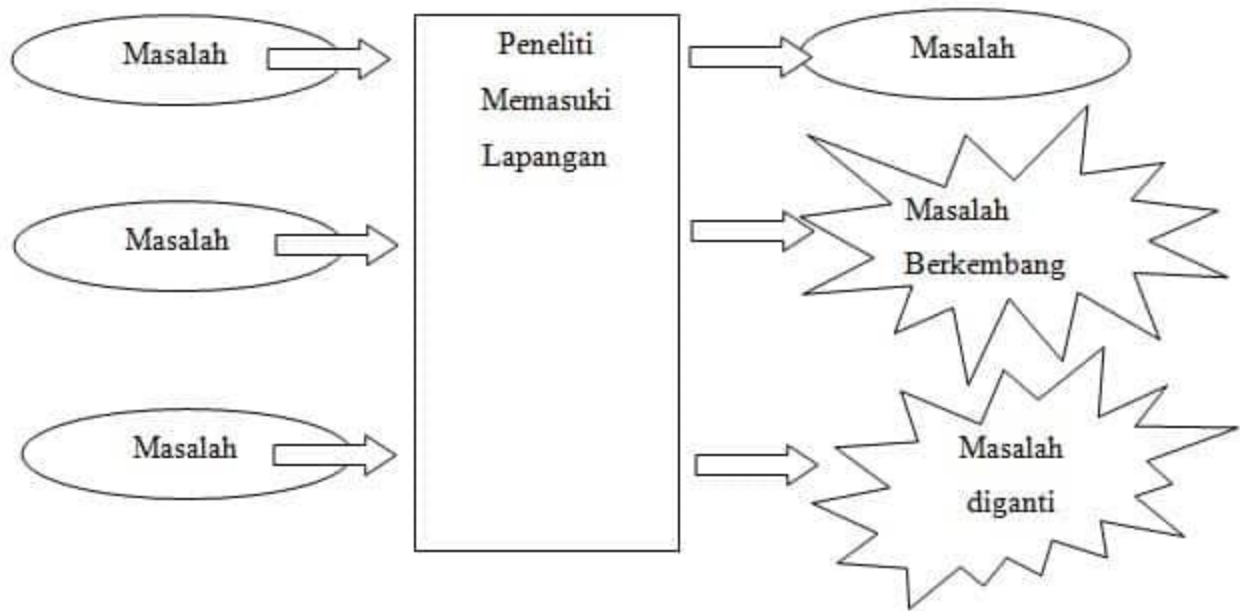 Masalah
Peneliti
Memasuki
Lapangan
Masalah
Masalah
Masalah
Berkembang
Masalah
Masalah
diganti